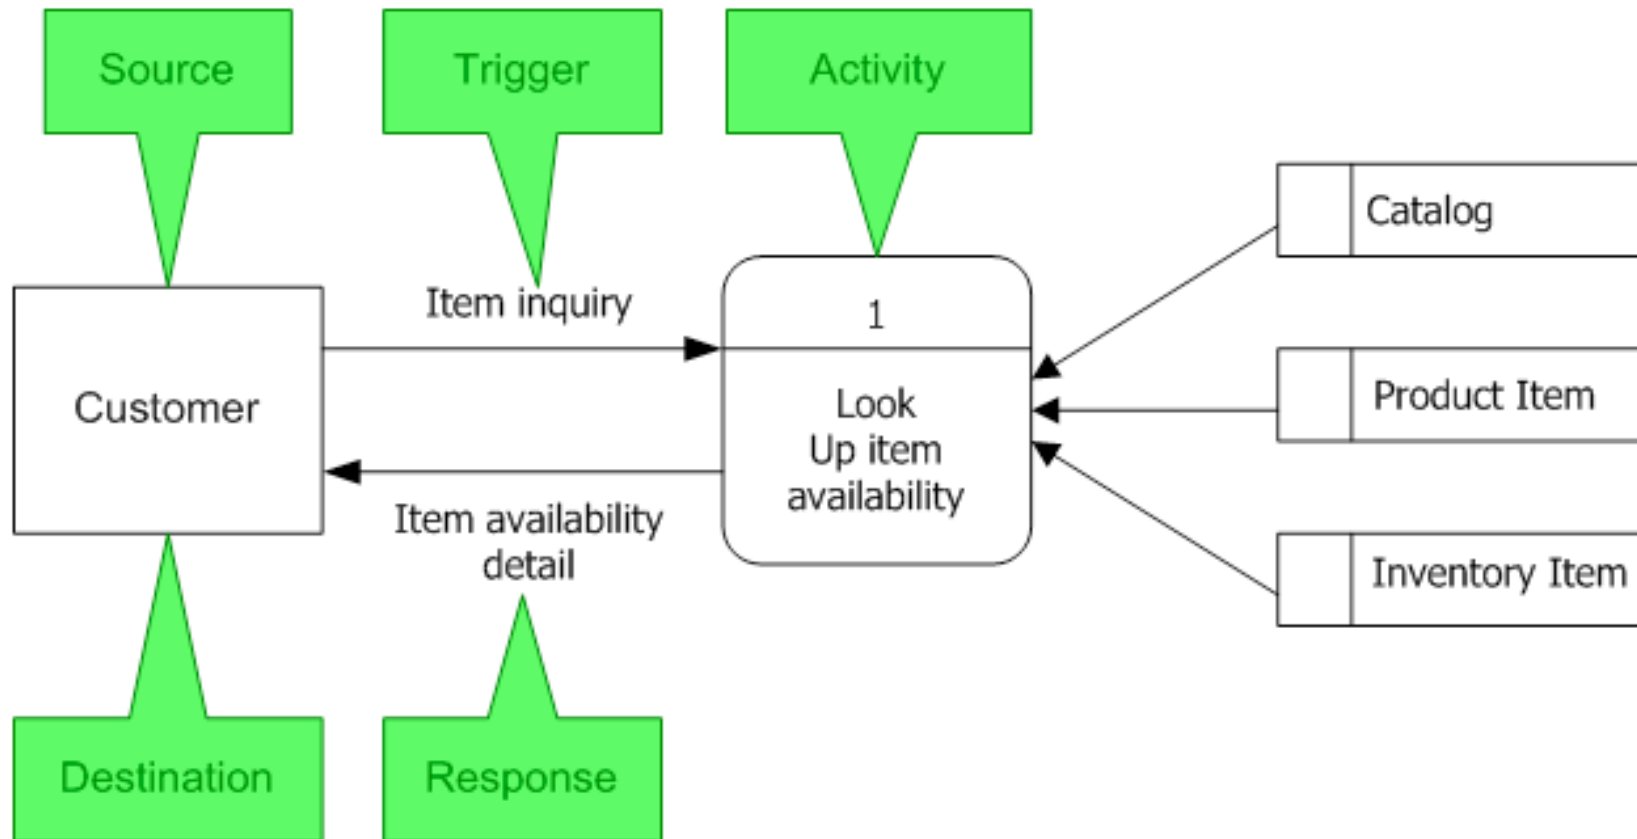 Source
Trigger
Activity
Catalog
Item inquiry
1
Customer
Look
Up item
availability
Product Item
Item availability
detail
Inventory Item
Destination
Response